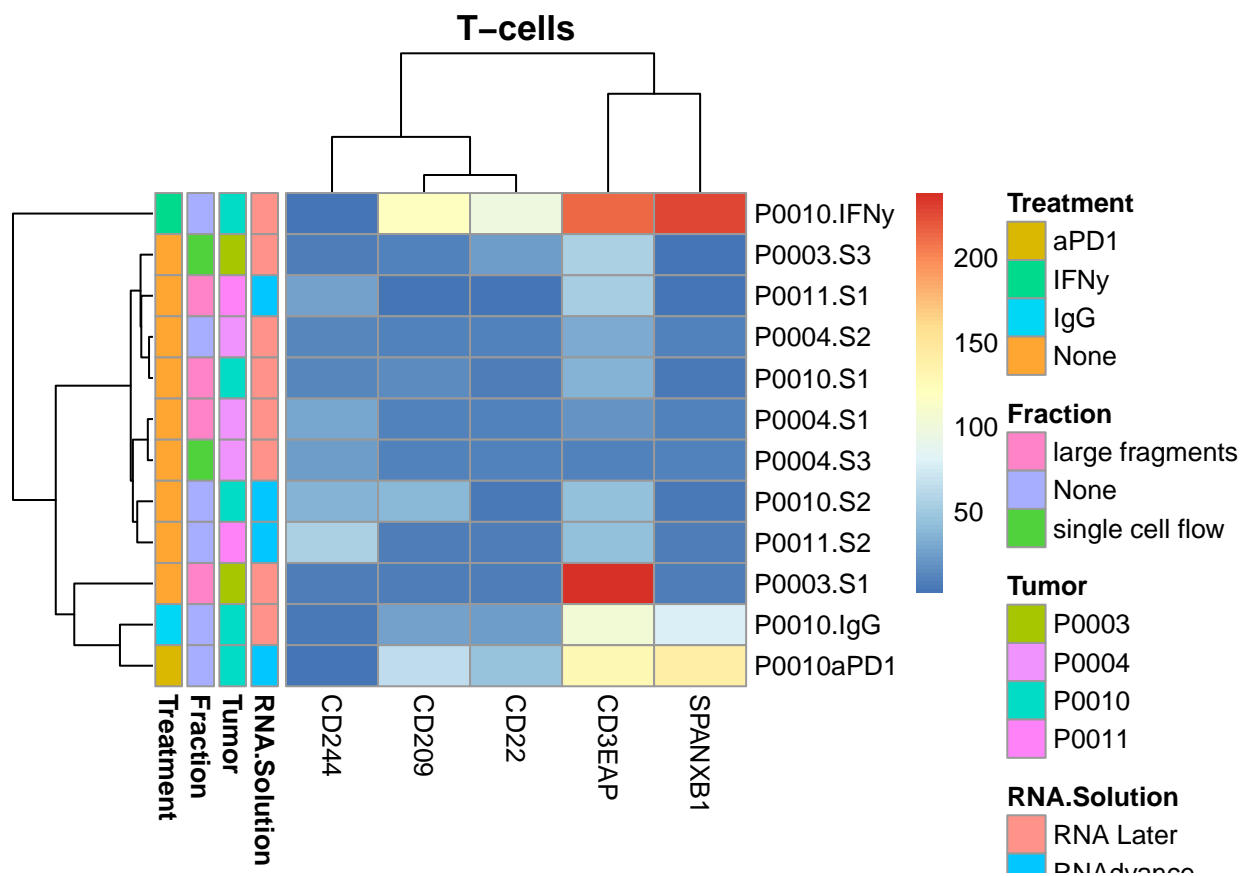 T–cells
P0010.IFNy
P0003.S3
P0011.S1
P0004.S2
P0010.S1
P0004.S1
P0004.S3
P0010.S2
P0011.S2
P0003.S1
P0010.IgG
P0010aPD1
Treatment
Fraction
Tumor
RNA.Solution
CD244
CD209
CD22
CD3EAP
SPANXB1
200
150
100
50
Treatment
aPD1
IFNy
IgG
None
Fraction
large fragments
None
single cell flow
Tumor
P0003
P0004
P0010
P0011
RNA.Solution
RNA Later
RNAdvance